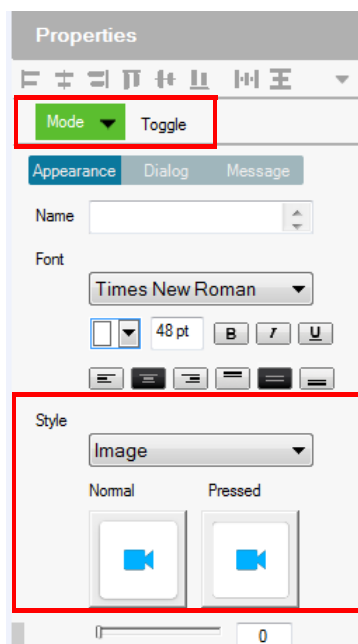 Properties
Mode Toggle
Appearance Dialog Message
Name
Font
Times New Roman
48 pt B I U
Style
Image
Normal Pressed
0